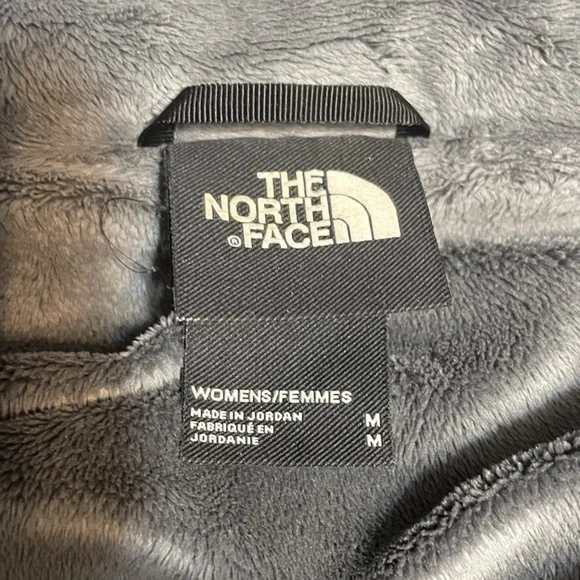 THE
NORTH
® FACE
WOMENS/FEMMES
MADE IN JORDAN M
FABRIQUÉ EN
JORDANIE M